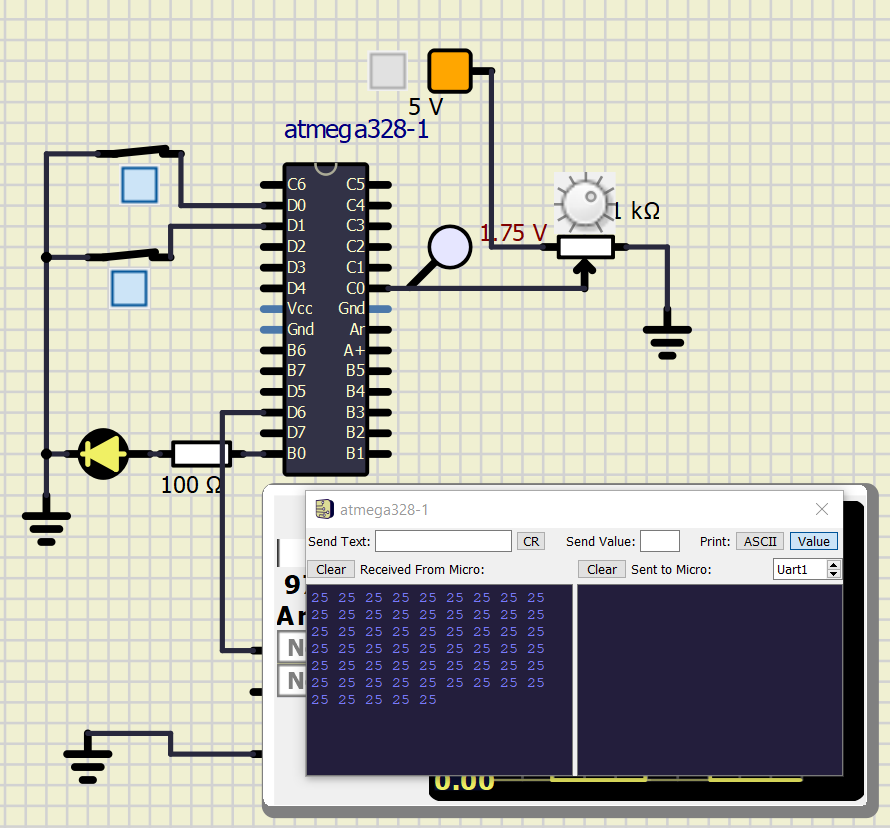 5 V
atmega328-1
C6 C5
D0 C4
D1 C3
D2 C2
D3 C1
D4 C0
Vcc Gnd
Gnd Ar
B6 A+
B7 B5
D5 B4
D6 B3
D7 B2
B0 B1
1.75 V
1 kΩ
100 Ω
atmega328-1
Send Text: CR Send Value: Print: ASCII Value
Clear Received From Micro: Clear Sent to Micro: Uart1
25 25 25 25 25 25 25 25 25
25 25 25 25 25 25 25 25 25
25 25 25 25 25 25 25 25 25
25 25 25 25 25 25 25 25 25
25 25 25 25 25 25 25 25 25
25 25 25 25 25 25 25 25 25
25 25 25 25 25
N
N
0.00